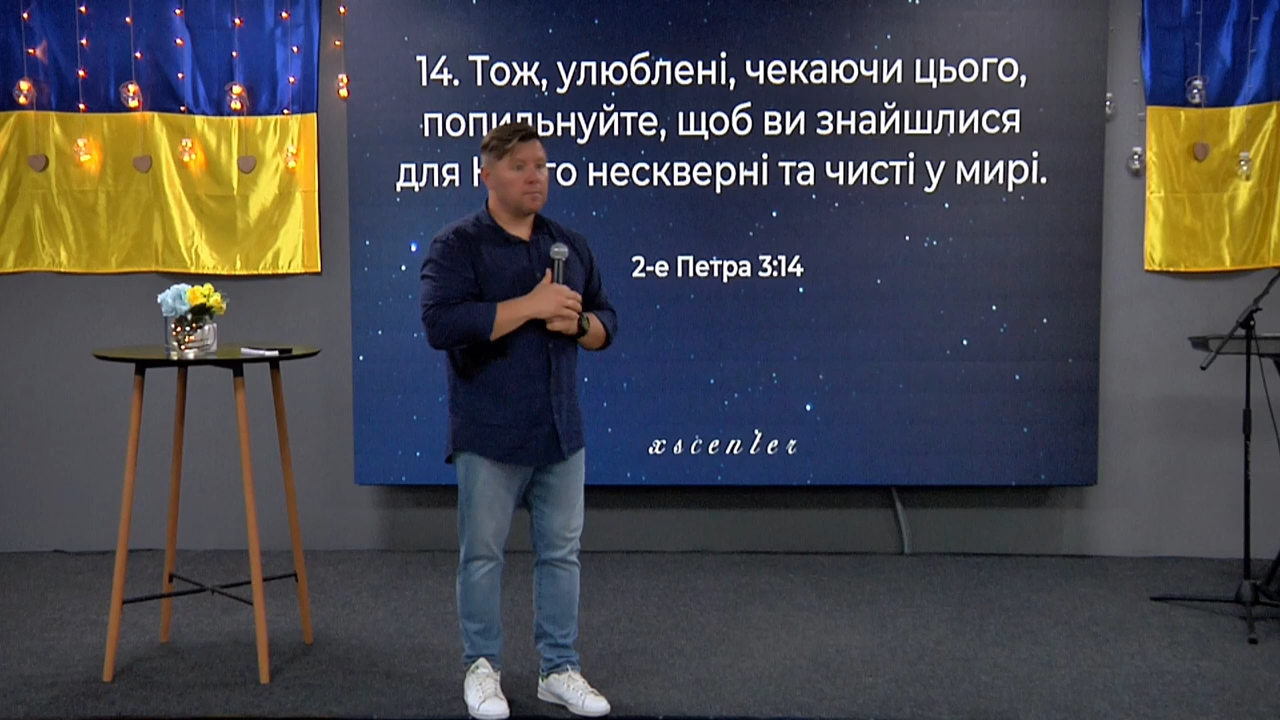 14. Тож, улюблені, чекаючи цього,
попильнуйте, щоб ви знайшлися
для нескверні та чисті у мирі.
2-е Петра 3:14
xscenter